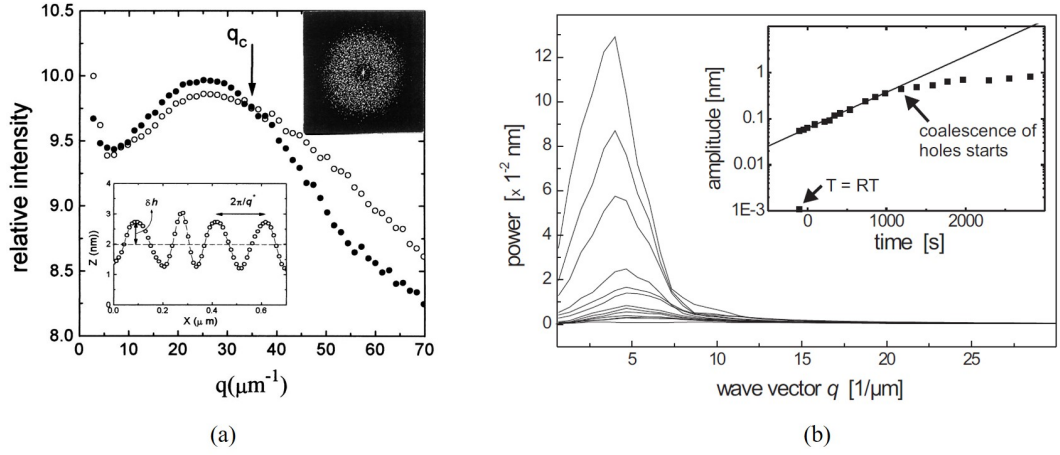 10.5
10.0
9.5
9.0
8.5
8.0
relative intensity
q_c
δh
2π/q*
Z (nm))
5
4
3
2
1
0
0.0 0.2 0.4 0.6
X (μ m)
0 10 20 30 40 50 60 70
q(μm⁻¹)
(a)
power [x 10⁻² nm]
12
10
8
6
4
2
0
5 10 15 20 25
wave vector q [1/μm]
amplitude [nm]
1
0.1
0.01
1E-3
coalescence of
holes starts
T = RT
0 1000 2000
time [s]
(b)